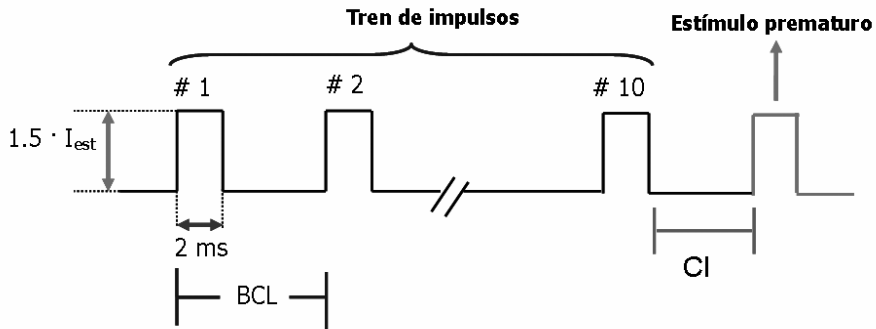 Tren de impulsos
Estímulo prematuro
# 1
# 2
# 10
1.5 · Iest
2 ms
BCL
CI